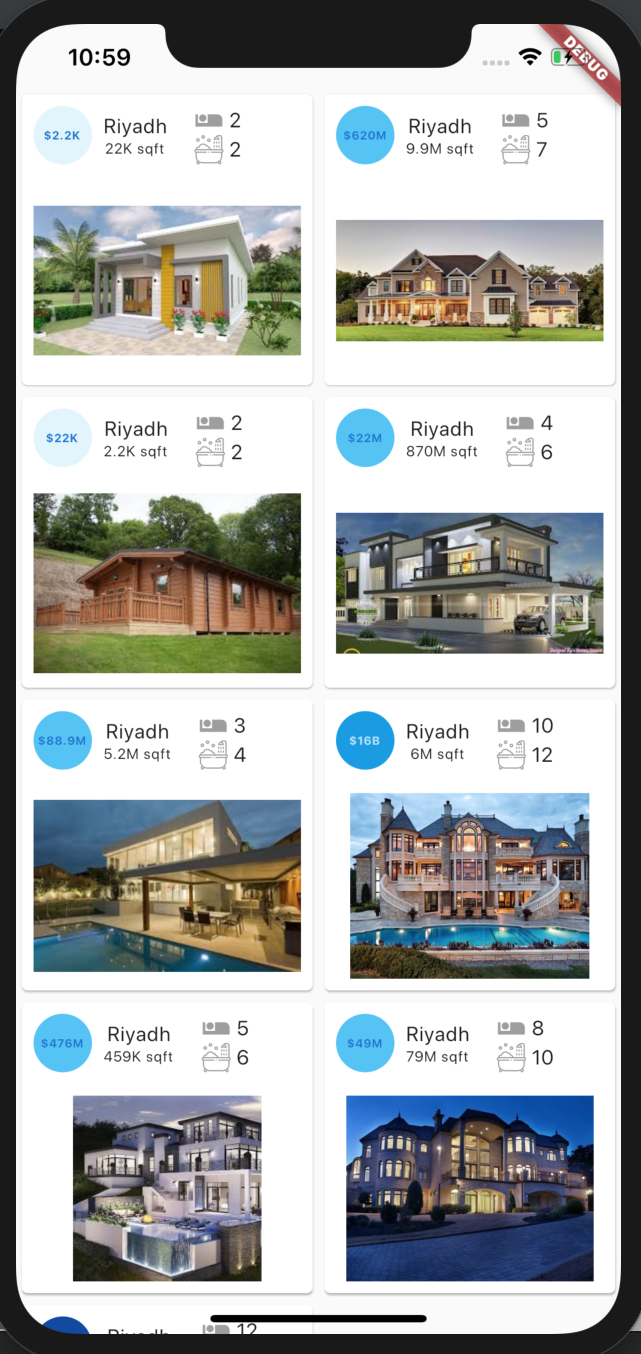 10:59
DEBUG
$2.2K
Riyadh
22K sqft
2
2
$620M
Riyadh
9.9M sqft
5
7
$22K
Riyadh
2.2K sqft
2
2
$22M
Riyadh
870M sqft
4
6
$88.9M
Riyadh
5.2M sqft
3
4
$16B
Riyadh
6M sqft
10
12
$476M
Riyadh
459K sqft
5
6
$49M
Riyadh
79M sqft
8
10
Riyadh
12